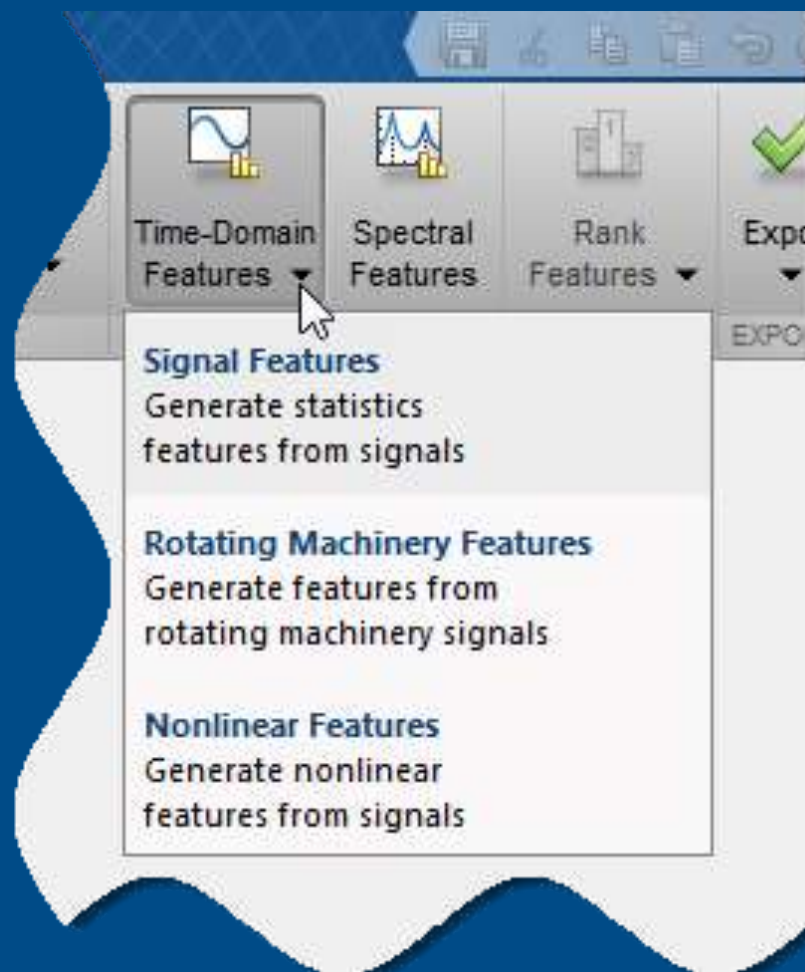 Time-Domain
Features
Spectral
Features
Rank
Features
Signal Features
Generate statistics
features from signals
Rotating Machinery Features
Generate features from
rotating machinery signals
Nonlinear Features
Generate nonlinear
features from signals